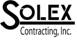 SOLEX
Contracting, Inc.